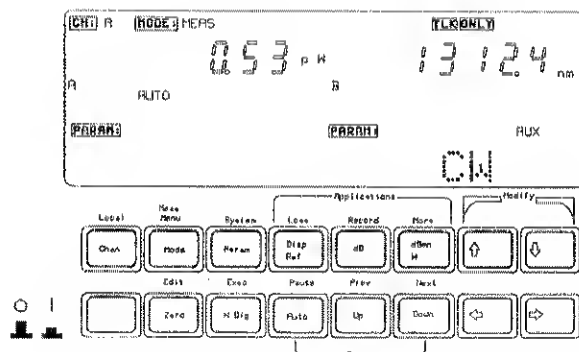 CH: A MODE: MEAS TLKONLY
0.53 pW 1312.4 nm
A B
AUTO
PARAM: PARAM: AUX
CW
Applications Modify
Local Meas Menu System Loss Record More
Chan Mode Param Disp Ref dB dBm W ⇧ ⇩
Edit Exec Pause Prev Next
Zero × Dig Auto Up Down ⇦ ⇨
O I